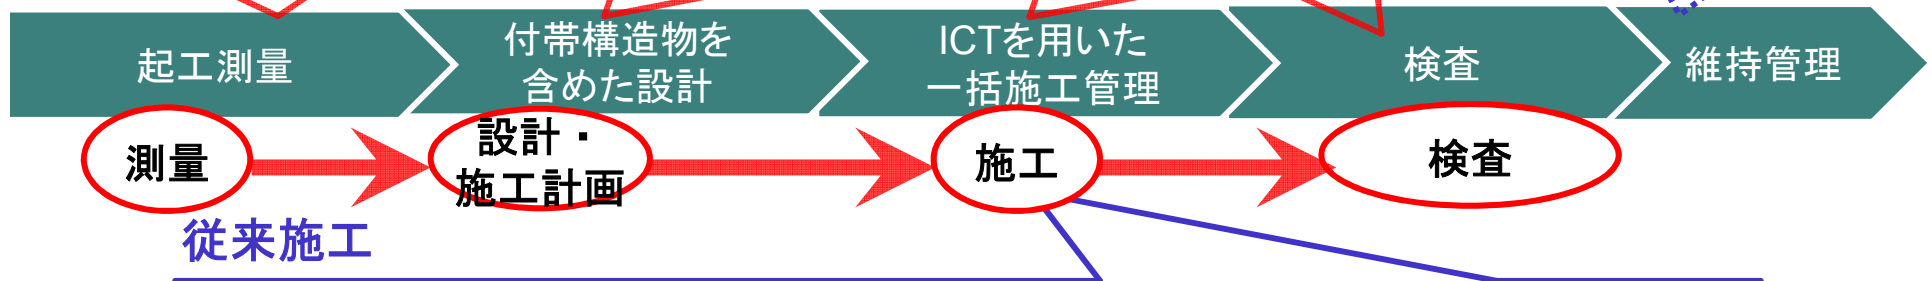 起工測量
付帯構造物を
含めた設計
ICTを用いた
一括施工管理
検査
維持管理
測量
設計・
施工計画
施工
検査
従来施工